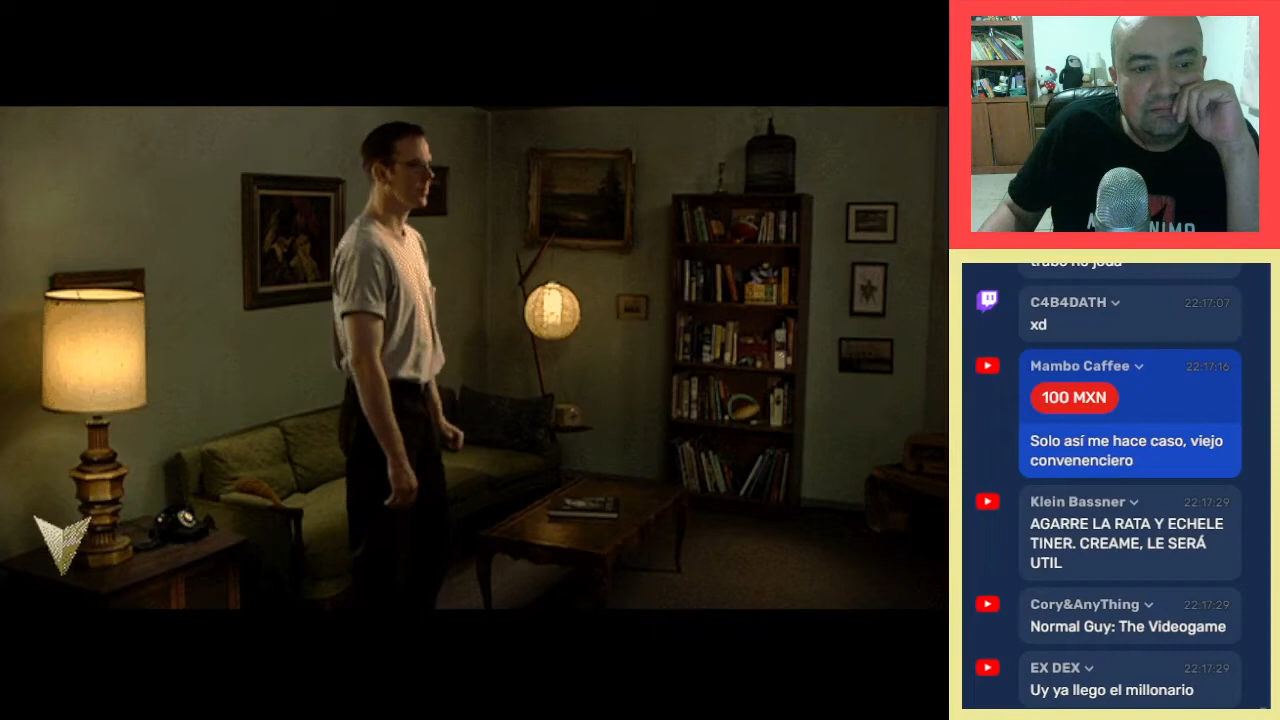 C4B4DATH
22:17:07
xd
Mambo Caffee
22:17:16
100 MXN
Solo así me hace caso, viejo
convenenciero
Klein Bassner
22:17:29
AGARRE LA RATA Y ECHELE
TINER. CREAME, LE SERÁ
UTIL
Cory&AnyThing
22:17:29
Normal Guy: The Videogame
EX DEX
22:17:29
Uy ya llego el millonario